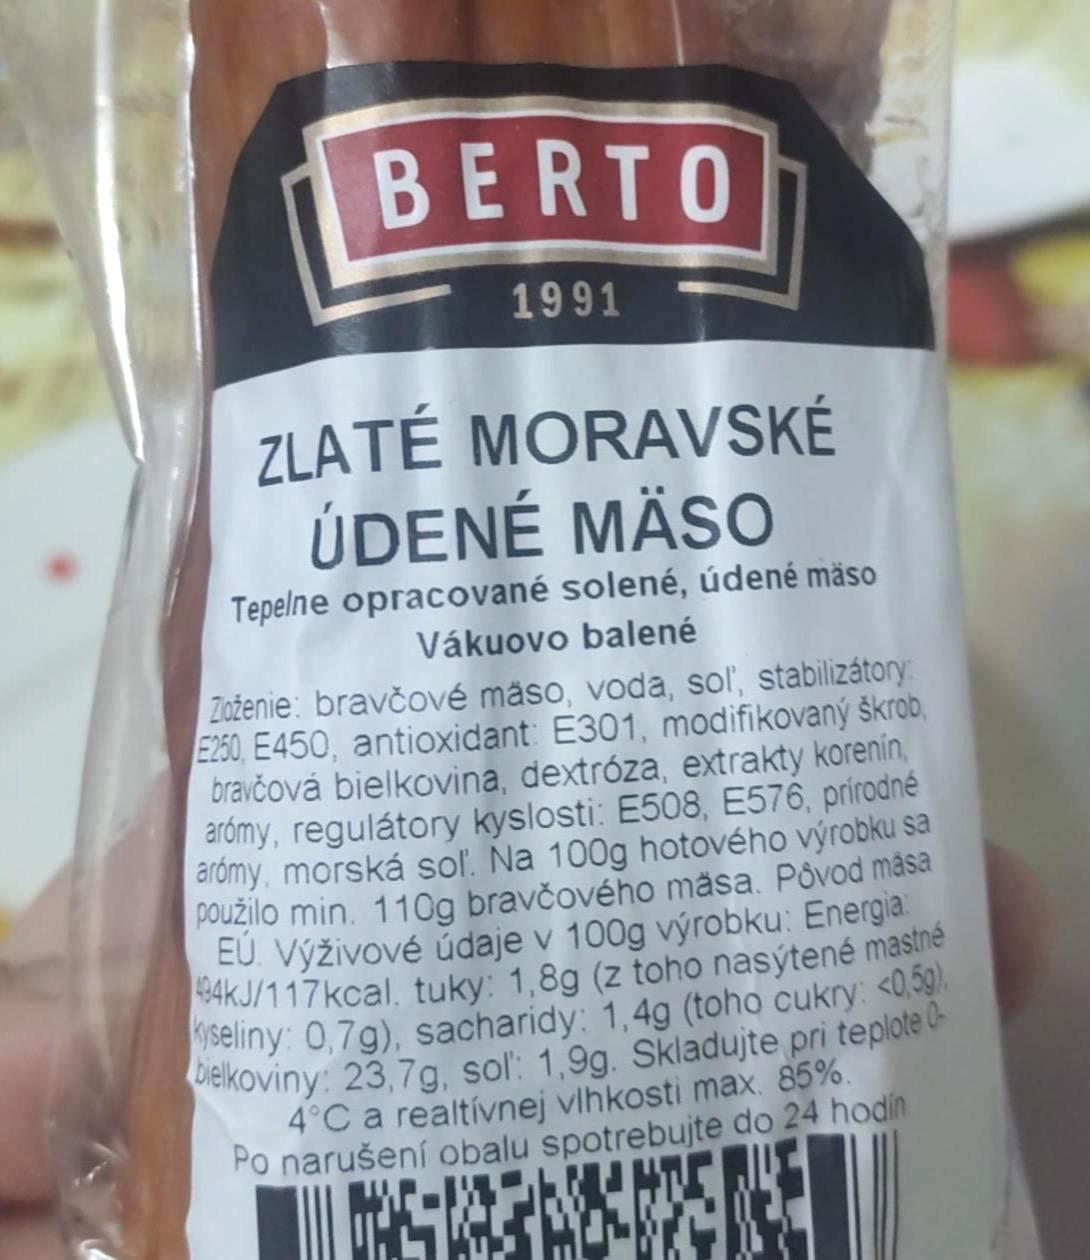 BERTO
1991
ZLATÉ MORAVSKÉ
ÚDENÉ MÄSO
Tepelne opracované solené, údené mäso
Vákuovo balené
Zloženie: bravčové mäso, voda, soľ, stabilizátory:
E250, E450, antioxidant: E301, modifikovaný škrob,
bravčová bielkovina, dextróza, extrakty korenín,
arómy, regulátory kyslosti: E508, E576, prírodné
arómy, morská soľ. Na 100g hotového výrobku sa
použilo min. 110g bravčového mäsa. Pôvod mäsa
EÚ. Výživové údaje v 100g výrobku: Energia:
494kJ/117kcal, tuky: 1,8g (z toho nasýtené mastné
kyseliny: 0,7g), sacharidy: 1,4g (toho cukry: <0,5g),
bielkoviny: 23,7g, soľ: 1,9g. Skladujte pri teplote 0-
4°C a realtívnej vlhkosti max. 85%.
Po narušení obalu spotrebujte do 24 hodín